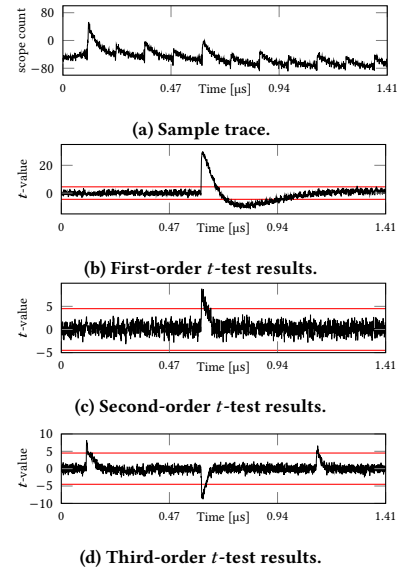 80
40
0
−80
scope count
0
0.47
0.94
1.41
Time [µs]
(a) Sample trace.
20
0
t-value
0
0.47
0.94
1.41
Time [µs]
(b) First-order t-test results.
5
0
−5
t-value
0
0.47
0.94
1.41
Time [µs]
(c) Second-order t-test results.
10
5
0
−5
−10
t-value
0
0.47
0.94
1.41
Time [µs]
(d) Third-order t-test results.